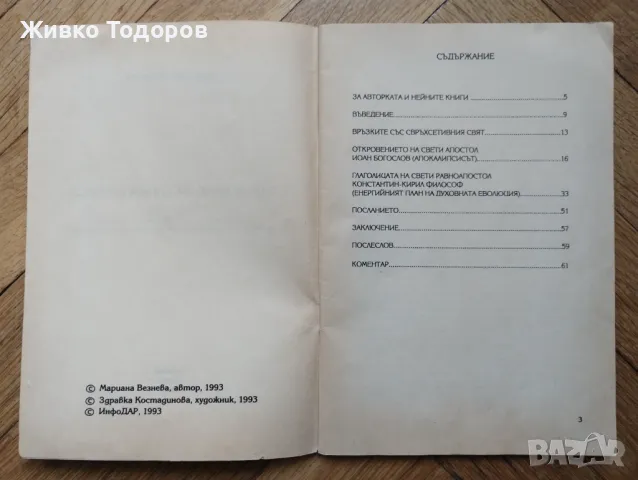 Живко Тодоров
© Мариана Везнева, автор, 1993
© Здравка Костадинова, художник, 1993
© ИнфоДАР, 1993
СЪДЪРЖАНИЕ
ЗА АВТОРКАТА И НЕЙНИТЕ КНИГИ 5
ВЪВЕДЕНИЕ 9
ВРЪЗКИТЕ СЪС СВРЪХСЕТИВНИЯ СВЯТ 13
ОТКРОВЕНИЕТО НА СВЕТИ АПОСТОЛ
ИОАН БОГОСЛОВ (АПОКАЛИПСИСЪТ) 16
ГЛАГОЛИЦАТА НА СВЕТИ РАВНОАПОСТОЛ
КОНСТАНТИН-КИРИЛ ФИЛОСОФ
(ЕНЕРГИЙНИЯТ ПЛАН НА ДУХОВНАТА ЕВОЛЮЦИЯ) 33
ПОСЛАНИЕТО 51
ЗАКЛЮЧЕНИЕ 57
ПОСЛЕСЛОВ 59
КОМЕНТАР 61
3
BAZAR